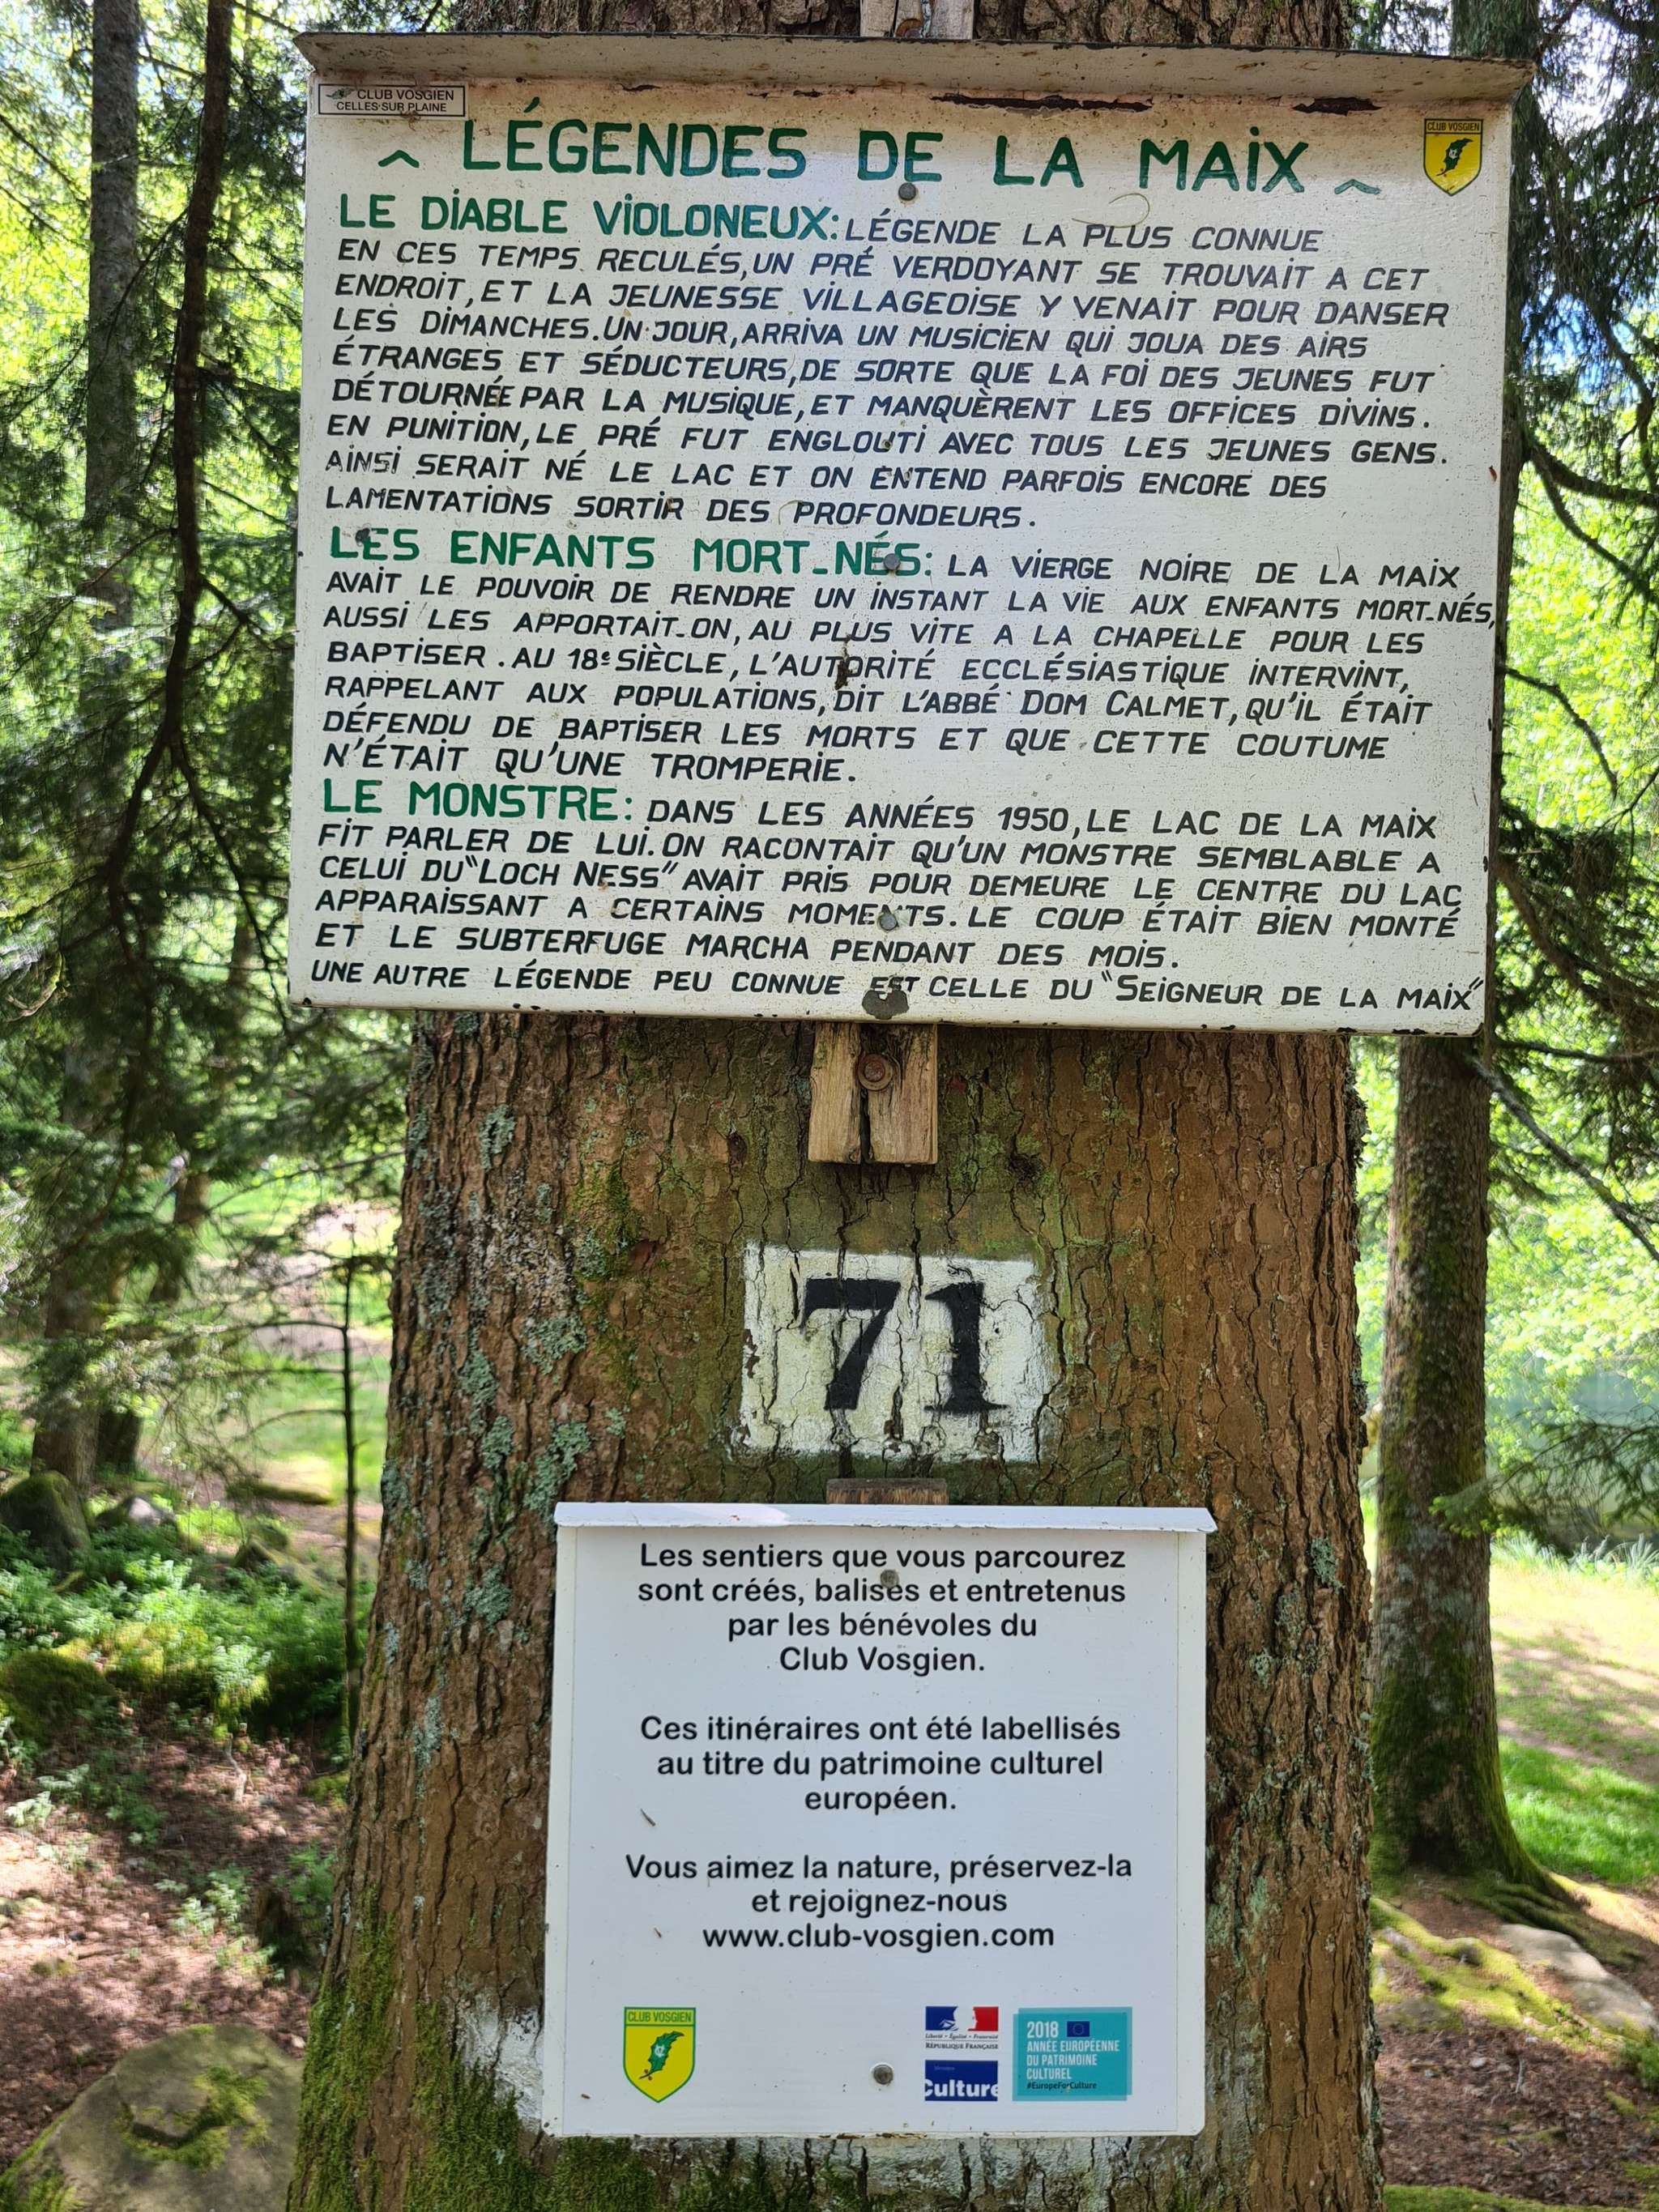 CLUB VOSGIEN
CELLES SUR PLAINE
LÉGENDES DE LA MAIX
CLUB VOSGIEN
LE DIABLE VIOLONEUX: LÉGENDE LA PLUS CONNUE
EN CES TEMPS RECULÉS, UN PRÉ VERDOYANT SE TROUVAIT A CET
ENDROIT, ET LA JEUNESSE VILLAGEOISE Y VENAIT POUR DANSER
LES DIMANCHES. UN JOUR, ARRIVA UN MUSICIEN QUI JOUA DES AIRS
ÉTRANGES ET SÉDUCTEURS, DE SORTE QUE LA FOI DES JEUNES FUT
DÉTOURNÉE PAR LA MUSIQUE, ET MANQUÈRENT LES OFFICES DIVINS.
EN PUNITION, LE PRÉ FUT ENGLOUTI AVEC TOUS LES JEUNES GENS.
AINSI SERAIT NÉ LE LAC ET ON ENTEND PARFOIS ENCORE DES
LAMENTATIONS SORTIR DES PROFONDEURS.
LES ENFANTS MORT-NÉS: LA VIERGE NOIRE DE LA MAIX
AVAIT LE POUVOIR DE RENDRE UN INSTANT LA VIE AUX ENFANTS MORT-NÉS,
AUSSI LES APPORTAIT-ON, AU PLUS VITE A LA CHAPELLE POUR LES
BAPTISER. AU 18e SIÈCLE, L'AUTORITÉ ECCLÉSIASTIQUE INTERVINT,
RAPPELANT AUX POPULATIONS, DIT L'ABBÉ DOM CALMET, QU'IL ÉTAIT
DÉFENDU DE BAPTISER LES MORTS ET QUE CETTE COUTUME
N'ÉTAIT QU'UNE TROMPERIE.
LE MONSTRE: DANS LES ANNÉES 1950, LE LAC DE LA MAIX
FIT PARLER DE LUI. ON RACONTAIT QU'UN MONSTRE SEMBLABLE A
CELUI DU "LOCH NESS" AVAIT PRIS POUR DEMEURE LE CENTRE DU LAC
APPARAISSANT A CERTAINS MOMENTS. LE COUP ÉTAIT BIEN MONTÉ
ET LE SUBTERFUGE MARCHA PENDANT DES MOIS.
UNE AUTRE LÉGENDE PEU CONNUE EST CELLE DU "SEIGNEUR DE LA MAIX"
71
Les sentiers que vous parcourez
sont créés, balisés et entretenus
par les bénévoles du
Club Vosgien.
Ces itinéraires ont été labellisés
au titre du patrimoine culturel
européen.
Vous aimez la nature, préservez-la
et rejoignez-nous
www.club-vosgien.com
CLUB VOSGIEN
Liberté • Égalité • Fraternité
RÉPUBLIQUE FRANÇAISE
Ministère
Culture
2018
ANNÉE EUROPÉENNE
DU PATRIMOINE
CULTUREL
#EuropeForCulture